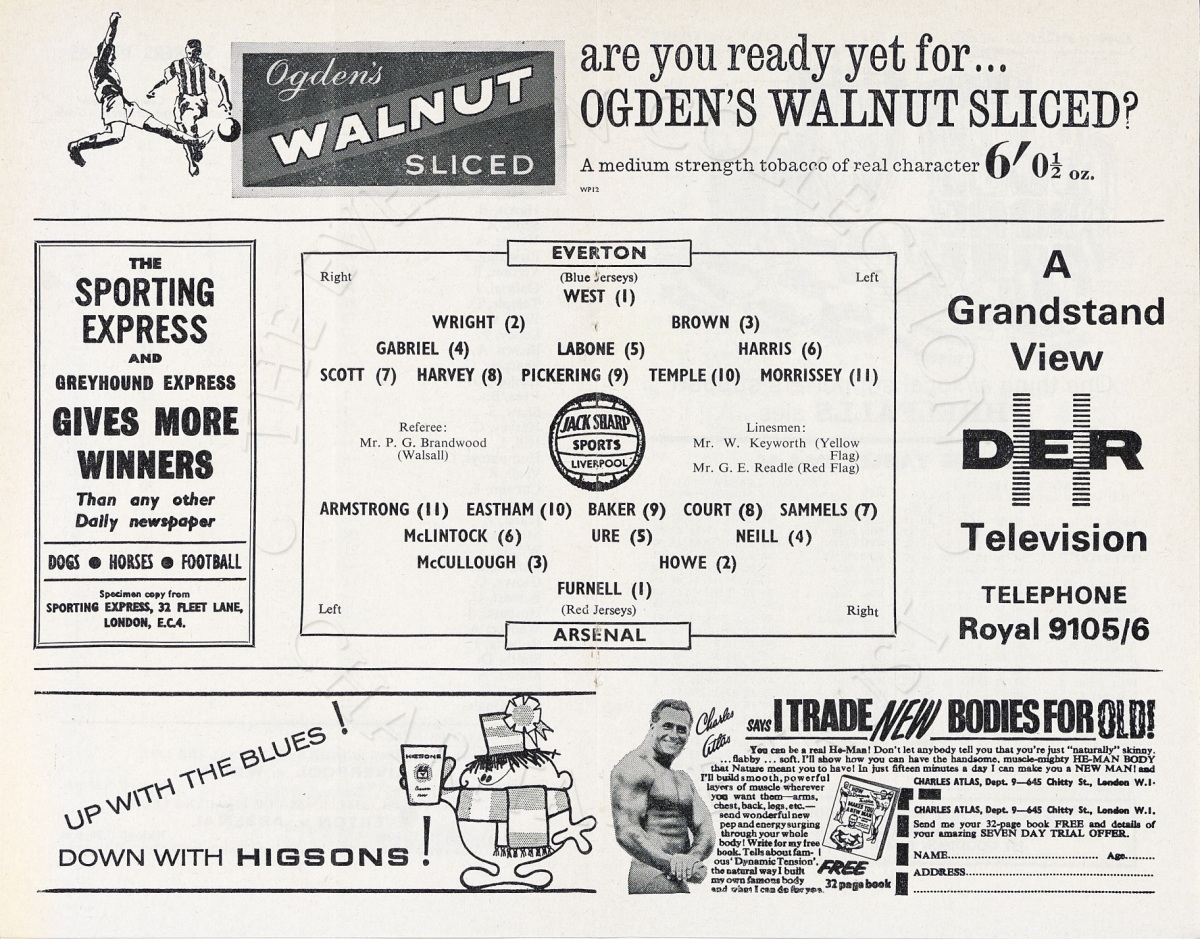 Ogden's
WALNUT
SLICED
are you ready yet for...
OGDEN'S WALNUT SLICED?
A medium strength tobacco of real character 6′0½ oz.
WP12
THE
SPORTING
EXPRESS
AND
GREYHOUND EXPRESS
GIVES MORE
WINNERS
Than any other
Daily newspaper
DOGS ● HORSES ● FOOTBALL
Specimen copy from
SPORTING EXPRESS, 32 FLEET LANE,
LONDON, E.C.4.
EVERTON
Right (Blue Jerseys) Left
WEST (1)
WRIGHT (2) BROWN (3)
GABRIEL (4) LABONE (5) HARRIS (6)
SCOTT (7) HARVEY (8) PICKERING (9) TEMPLE (10) MORRISSEY (11)
Referee:
Mr. P. G. Brandwood
(Walsall)
JACK SHARP
SPORTS
LIVERPOOL
Linesmen:
Mr. W. Keyworth (Yellow
Flag)
Mr. G. E. Readle (Red Flag)
ARMSTRONG (11) EASTHAM (10) BAKER (9) COURT (8) SAMMELS (7)
McLINTOCK (6) URE (5) NEILL (4)
McCULLOUGH (3) HOWE (2)
FURNELL (1)
Left (Red Jerseys) Right
ARSENAL
A
Grandstand
View
DER
Television
TELEPHONE
Royal 9105/6
UP WITH THE BLUES !
DOWN WITH HIGSONS !
HIGSONS
Charles
Atlas
SAYS I TRADE NEW BODIES FOR OLD!
You can be a real He-Man! Don't let anybody tell you that you're just "naturally" skinny.
...flabby ... soft. I'll show how you can have the handsome, muscle-mighty HE-MAN BODY
that Nature meant you to have! In just fifteen minutes a day I can make you a NEW MAN! and
I'll build smooth, powerful
layers of muscle wherever
you want them—arms,
chest, back, legs, etc.—
send wonderful new
pep and energy surging
through your whole
body! Write for my free
book. Tells about fam-
ous 'Dynamic Tension',
the natural way I built
my own famous body
and what I can do for you.
FREE
32 page book
CHARLES ATLAS, Dept. 9—645 Chitty St., London W.1.
CHARLES ATLAS, Dept. 9—645 Chitty St., London W.1.
Send me your 32-page book FREE and details of
your amazing SEVEN DAY TRIAL OFFER.
NAME.................... Age........
ADDRESS....................